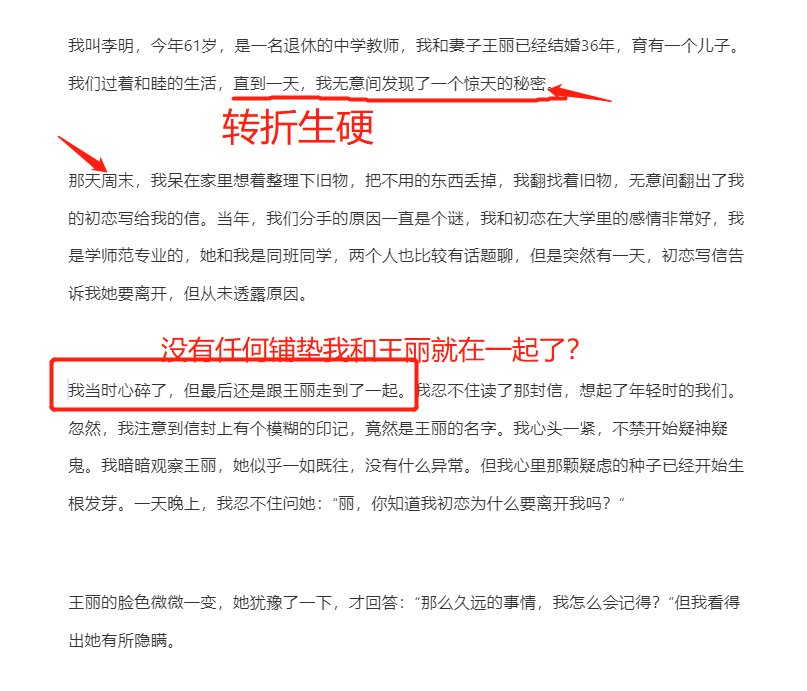 我叫李明，今年61岁，是一名退休的中学教师，我和妻子王丽已经结婚36年，育有一个儿子。
我们过着和睦的生活，直到一天，我无意间发现了一个惊天的秘密。
转折生硬
那天周末，我呆在家里想着整理下旧物，把不用的东西丢掉，我翻找着旧物，无意间翻出了我
的初恋写给我的信。当年，我们分手的原因一直是个谜，我和初恋在大学里的感情非常好，我
是学师范专业的，她和我是同班同学，两个人也比较有话题聊，但是突然有一天，初恋写信告
诉我她要离开，但从未透露原因。
没有任何铺垫我和王丽就在一起了？
我当时心碎了，但最后还是跟王丽走到了一起。我忍不住读了那封信，想起了年轻时的我们。
忽然，我注意到信封上有个模糊的印记，竟然是王丽的名字。我心头一紧，不禁开始疑神疑
鬼。我暗暗观察王丽，她似乎一如既往，没有什么异常。但我心里那颗疑虑的种子已经开始生
根发芽。一天晚上，我忍不住问她：“丽，你知道我初恋为什么要离开我吗？”
王丽的脸色微微一变，她犹豫了一下，才回答：“那么久远的事情，我怎么会记得？”但我看得
出她有所隐瞒。